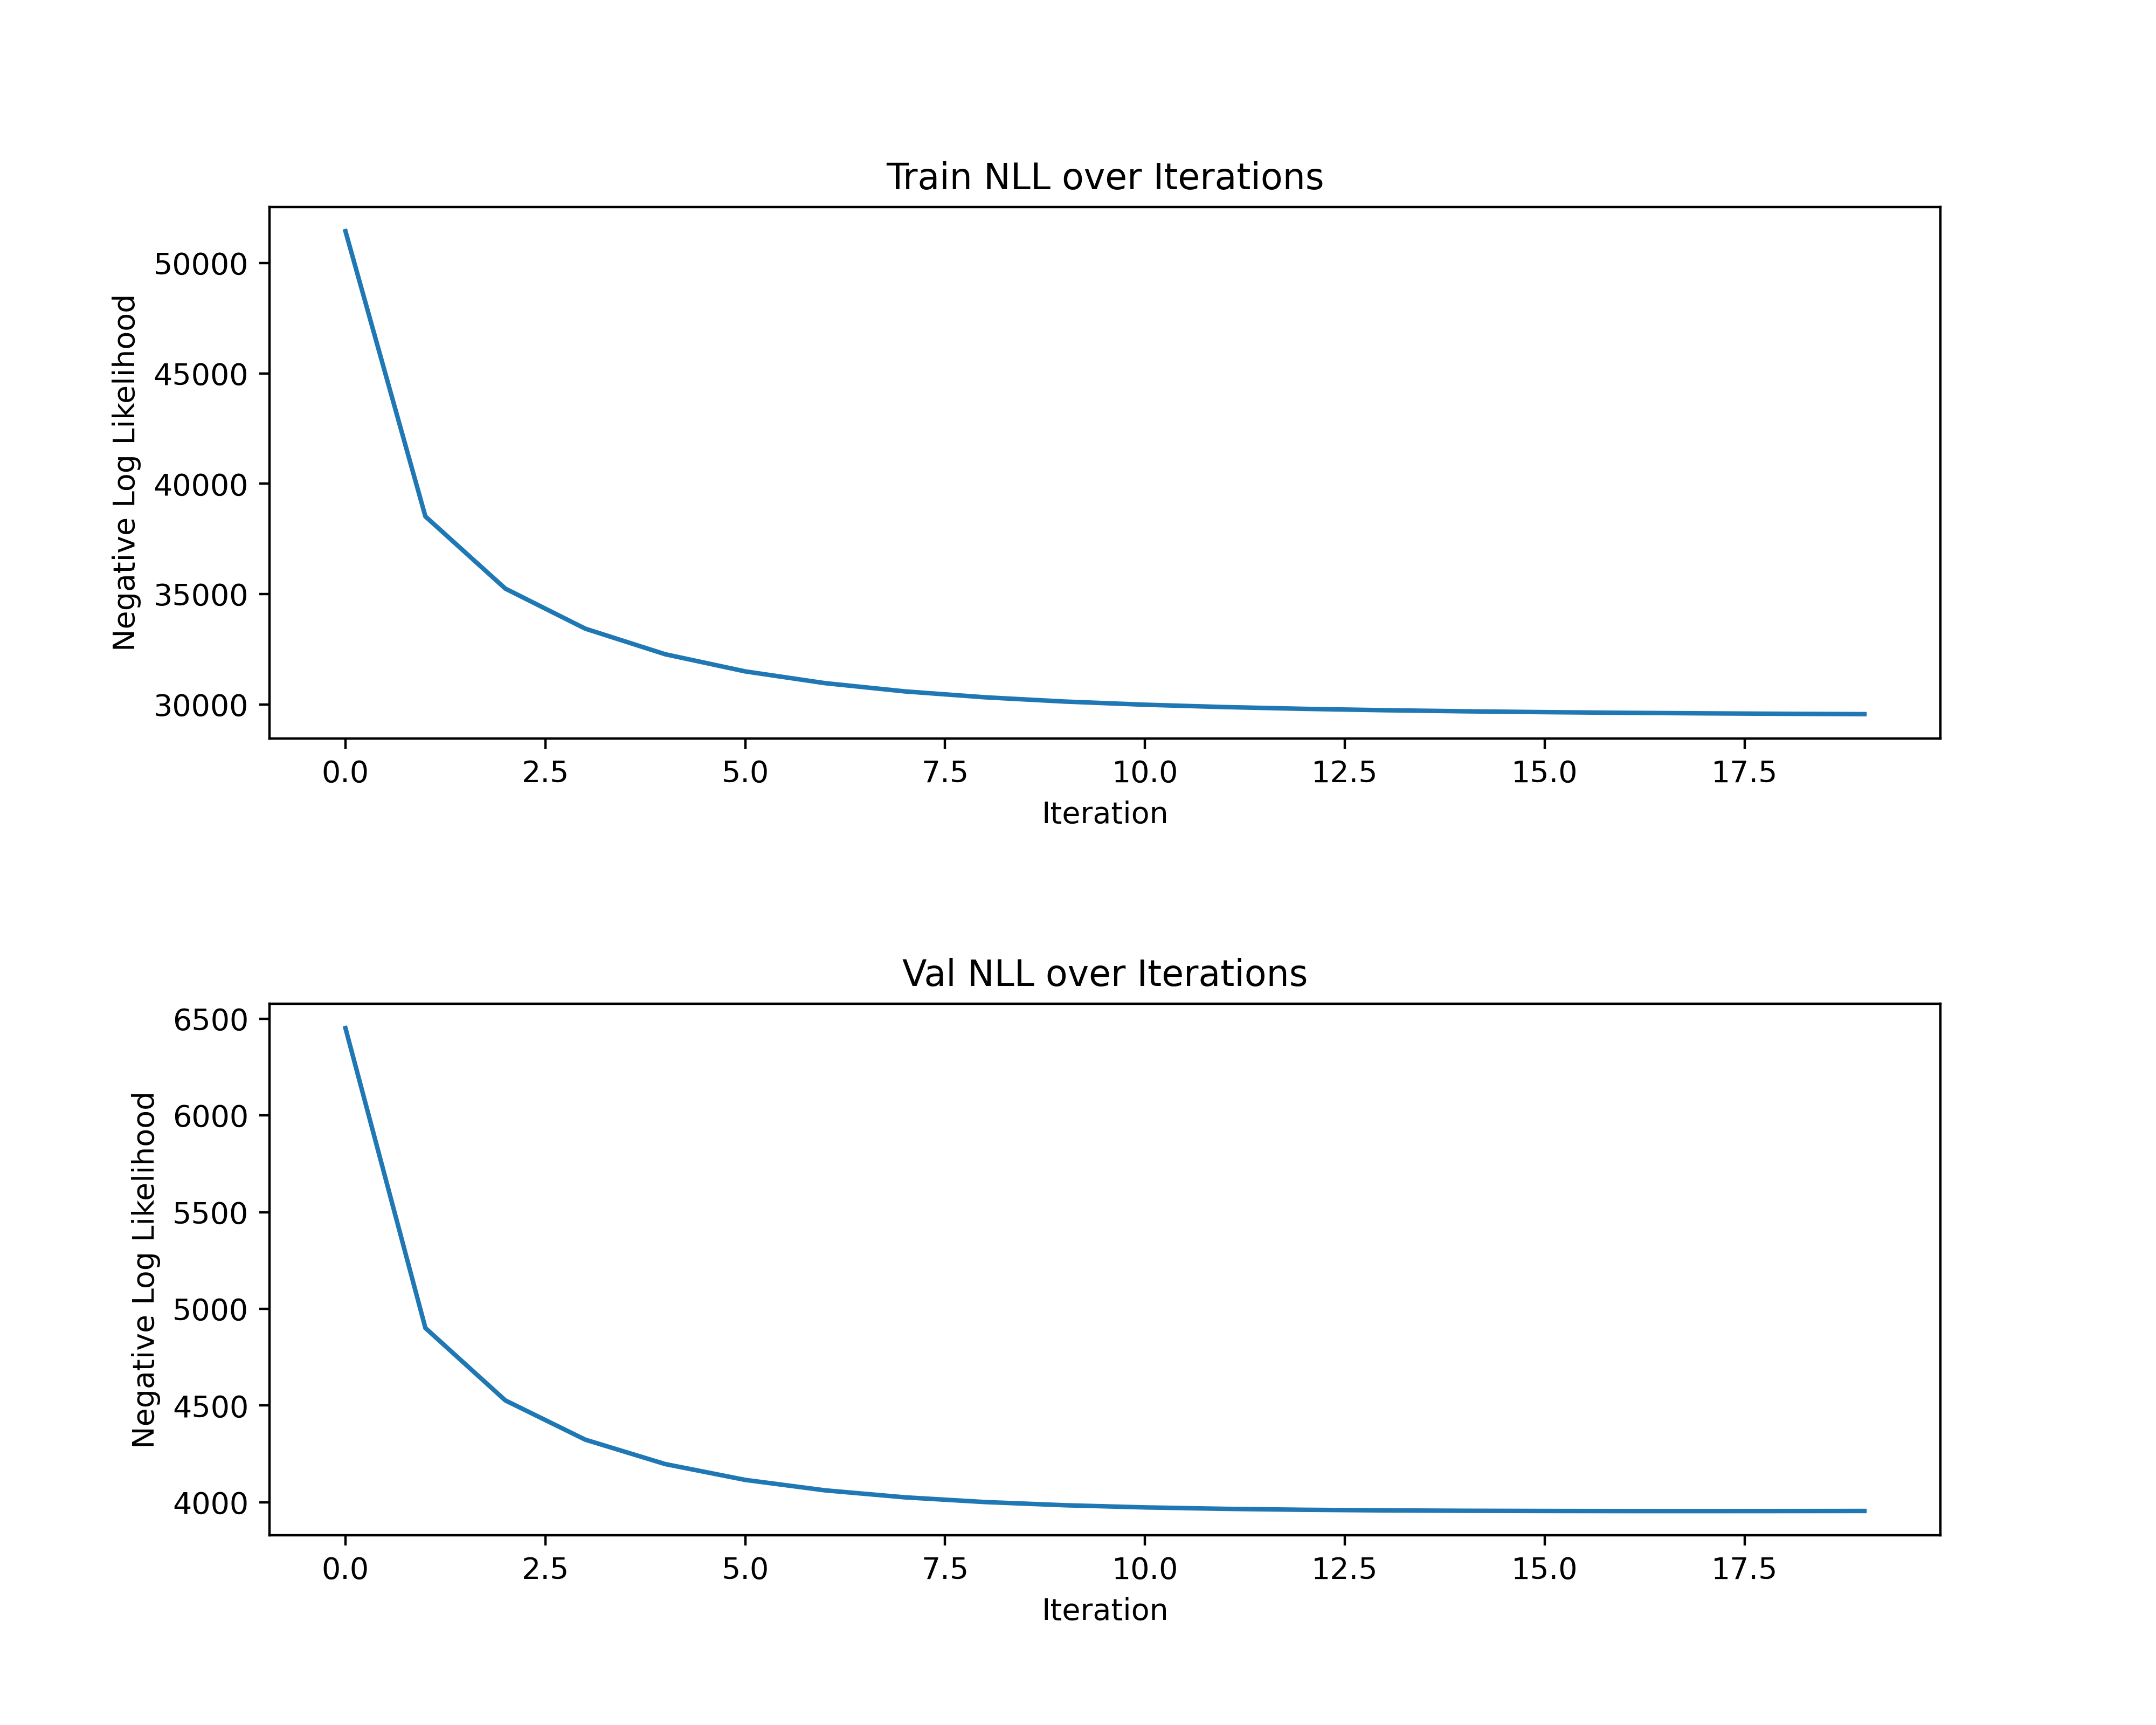 Train NLL over Iterations
Negative Log Likelihood
50000
45000
40000
35000
30000
0.0 2.5 5.0 7.5 10.0 12.5 15.0 17.5
Iteration
Val NLL over Iterations
Negative Log Likelihood
6500
6000
5500
5000
4500
4000
0.0 2.5 5.0 7.5 10.0 12.5 15.0 17.5
Iteration